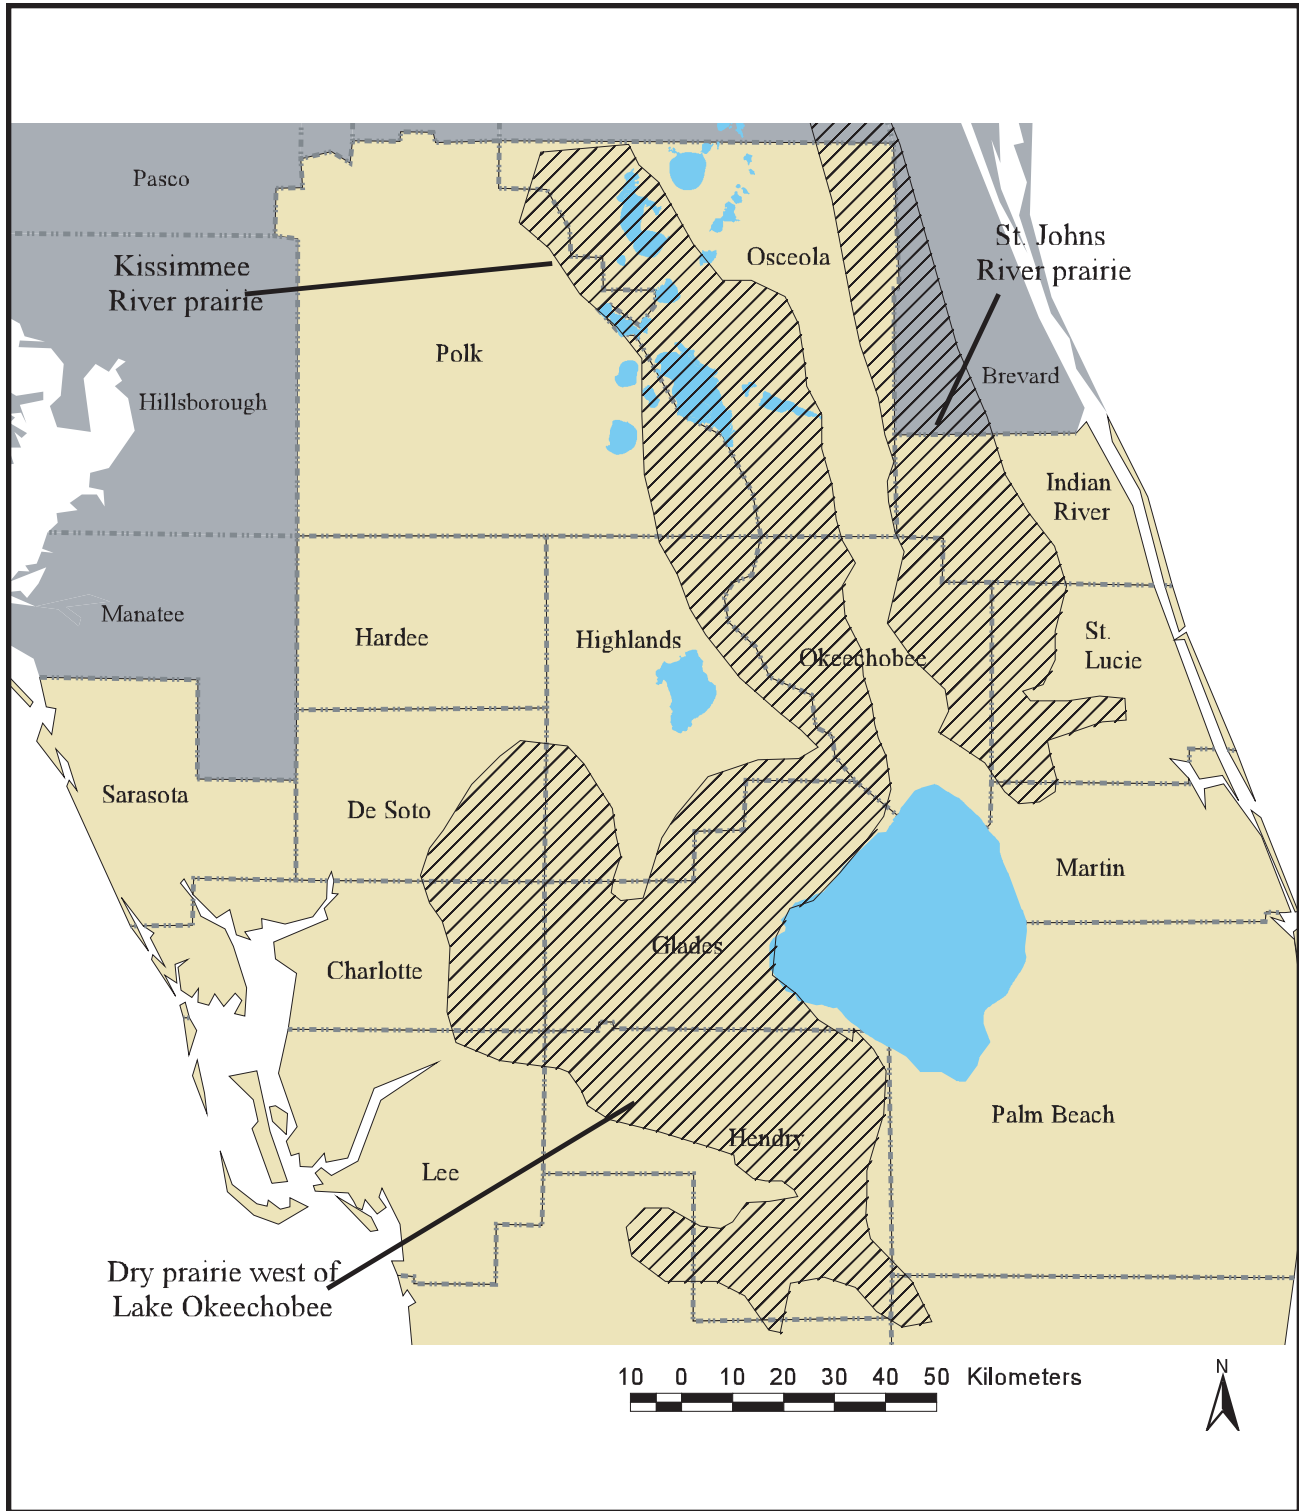 Pasco
Kissimmee
River prairie
Osceola
St. Johns
River prairie
Polk
Brevard
Hillsborough
Indian
River
Manatee
Hardee
Highlands
Okeechobee
St.
Lucie
Sarasota
De Soto
Martin
Glades
Charlotte
Palm Beach
Hendry
Lee
Dry prairie west of
Lake Okeechobee
10 0 10 20 30 40 50 Kilometers
N